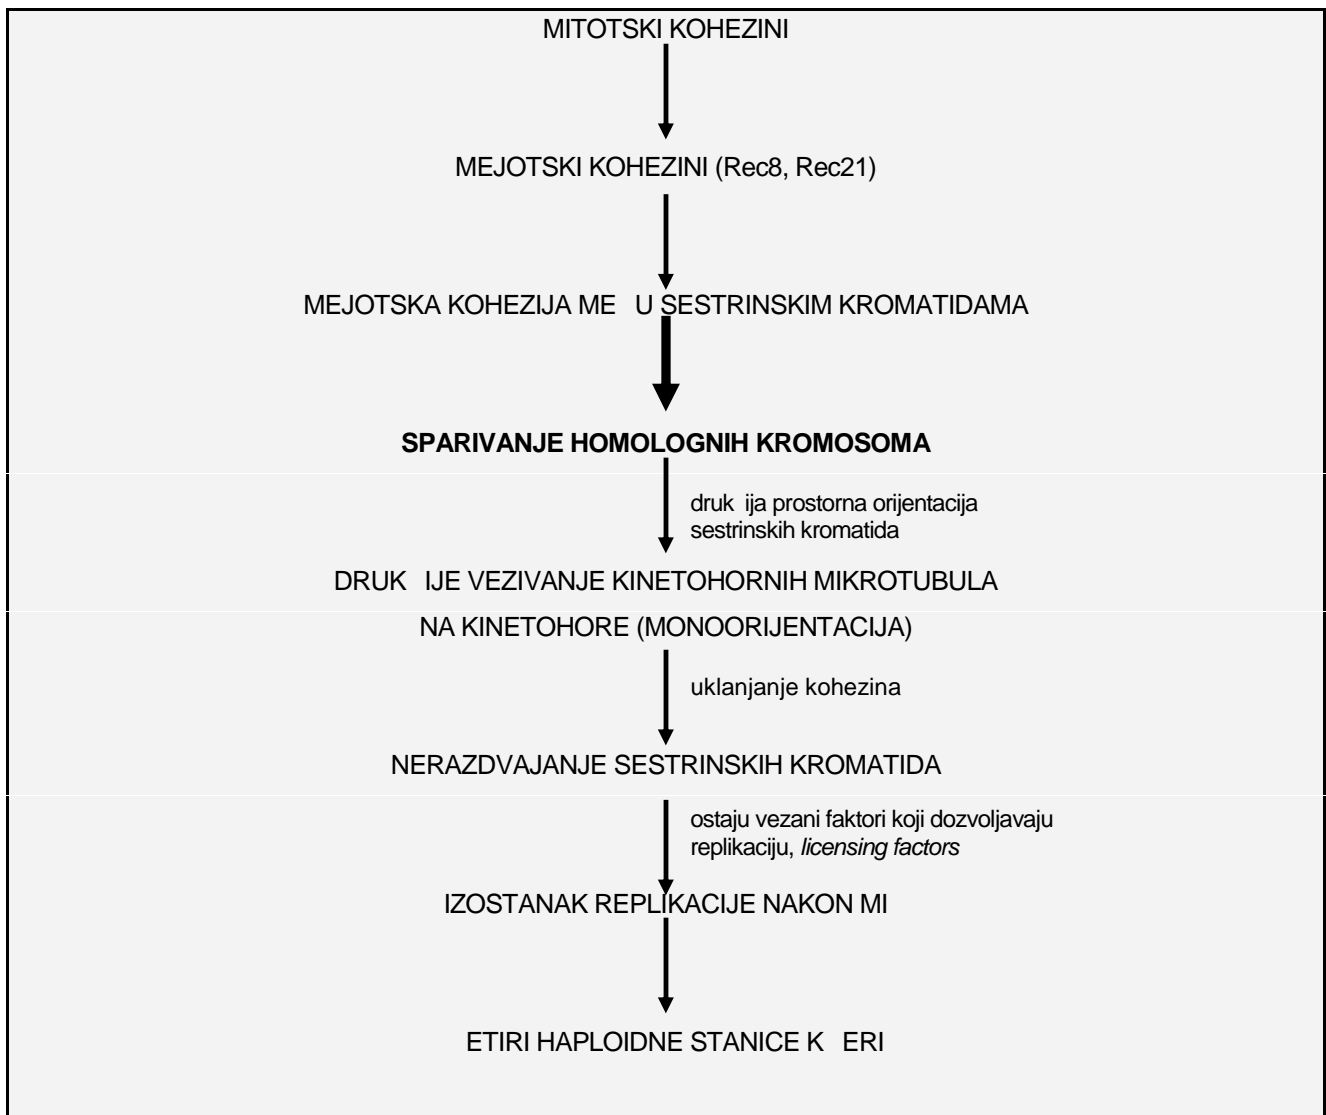 MITOTSKI KOHEZINI
MEJOTSKI KOHEZINI (Rec8, Rec21)
MEJOTSKA KOHEZIJA ME U SESTRINSKIM KROMATIDAMA
SPARIVANJE HOMOLOGNIH KROMOSOMA
druk ija prostorna orijentacija
sestrinskih kromatida
DRUK IJE VEZIVANJE KINETOHORNIH MIKROTUBULA
NA KINETOHORE (MONOORIJENTACIJA)
uklanjanje kohezina
NERAZDVAJANJE SESTRINSKIH KROMATIDA
ostaju vezani faktori koji dozvoljavaju
replikaciju, licensing factors
IZOSTANAK REPLIKACIJE NAKON MI
ETIRI HAPLOIDNE STANICE K ERI